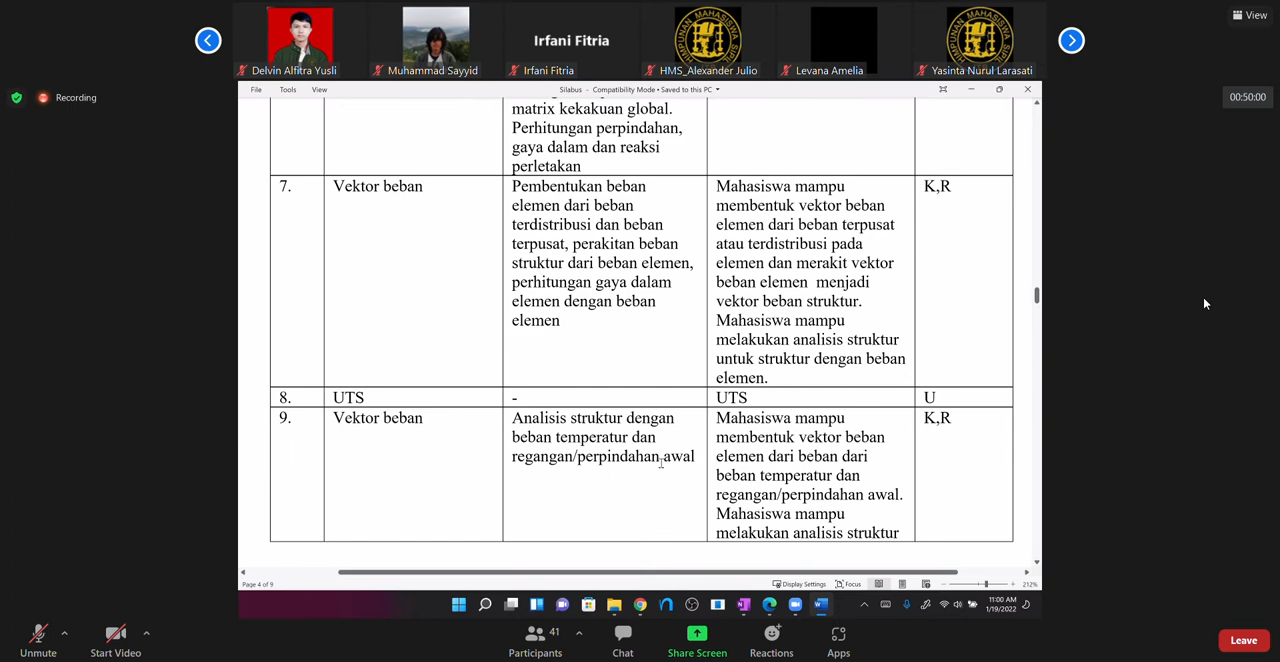 View
Irfani Fitria
Delvin Alfitra Yusli
Muhammad Sayyid
Irfani Fitria
HMS_Alexander Julio
Levana Amelia
Yasinta Nurul Larasati
Recording
00:50:00
File Tools View
Silabus - Compatibility Mode • Saved to this PC
matrix kekakuan global.
Perhitungan perpindahan,
gaya dalam dan reaksi
perletakan
7.
Vektor beban
Pembentukan beban
elemen dari beban
terdistribusi dan beban
terpusat, perakitan beban
struktur dari beban elemen,
perhitungan gaya dalam
elemen dengan beban
elemen
Mahasiswa mampu
membentuk vektor beban
elemen dari beban terpusat
atau terdistribusi pada
elemen dan merakit vektor
beban elemen menjadi
vektor beban struktur.
Mahasiswa mampu
melakukan analisis struktur
untuk struktur dengan beban
elemen.
K,R
8.
UTS
-
UTS
U
9.
Vektor beban
Analisis struktur dengan
beban temperatur dan
regangan/perpindahan awal
Mahasiswa mampu
membentuk vektor beban
elemen dari beban dari
beban temperatur dan
regangan/perpindahan awal.
Mahasiswa mampu
melakukan analisis struktur
K,R
Page 4 of 9
Display Settings
Focus
212%
11:00 AM
1/19/2022
Unmute
Start Video
41
Participants
Chat
Share Screen
Reactions
Apps
Leave